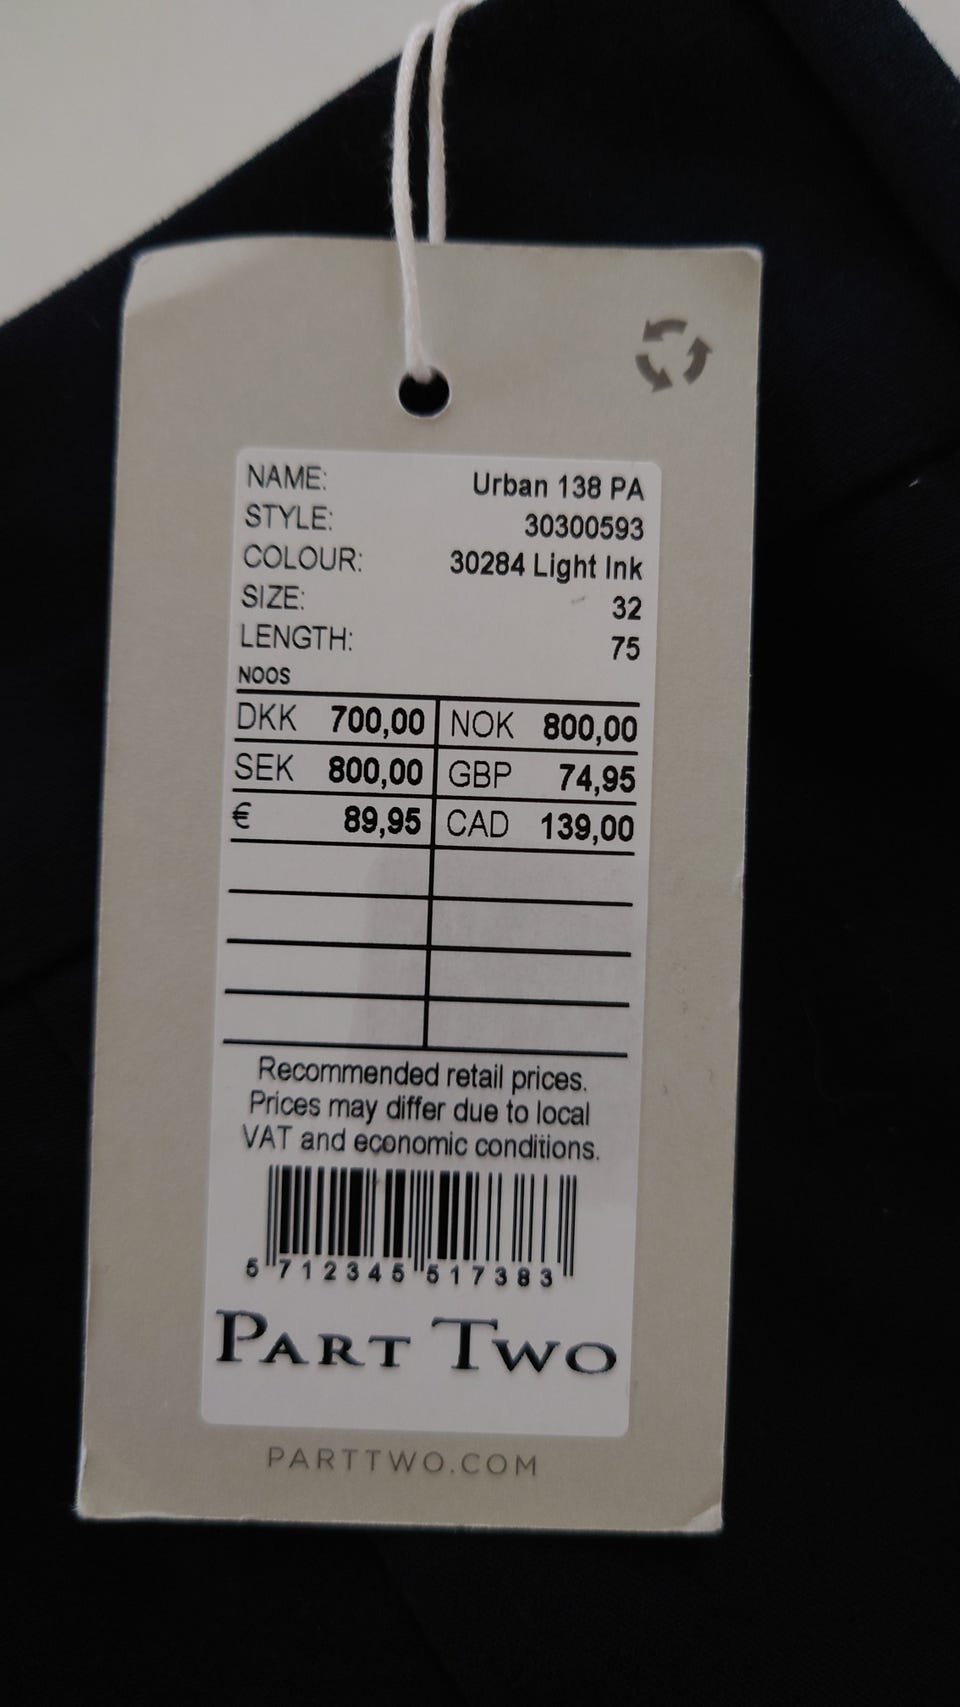 NAME: Urban 138 PA
STYLE: 30300593
COLOUR: 30284 Light Ink
SIZE: 32
LENGTH: 75
NOOS
DKK 700,00 NOK 800,00
SEK 800,00 GBP 74,95
€ 89,95 CAD 139,00
Recommended retail prices.
Prices may differ due to local
VAT and economic conditions.
5 712345 517383
PART TWO
PARTTWO.COM